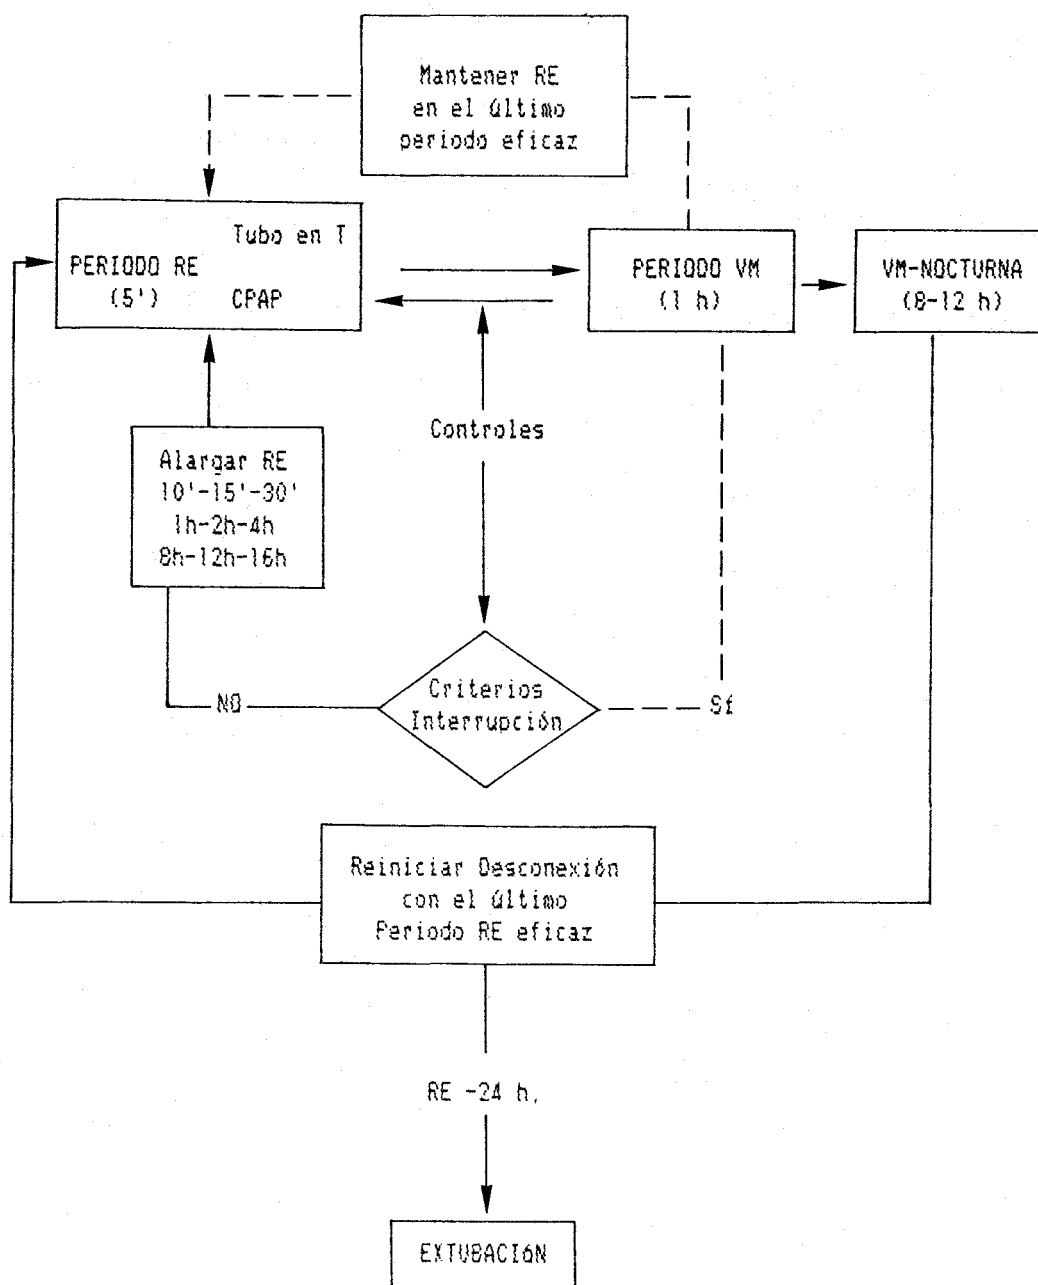 Mantener RE
en el último
periodo eficaz
Tubo en T
PERIODO RE
(5')
CPAP
PERIODO VM
(1 h)
VM-NOCTURNA
(8-12 h)
Controles
Alargar RE
10'-15'-30'
1h-2h-4h
8h-12h-16h
Criterios
Interrupción
NO
Sí
Reiniciar Desconexión
con el último
Periodo RE eficaz
RE -24 h.
EXTUBACIóN